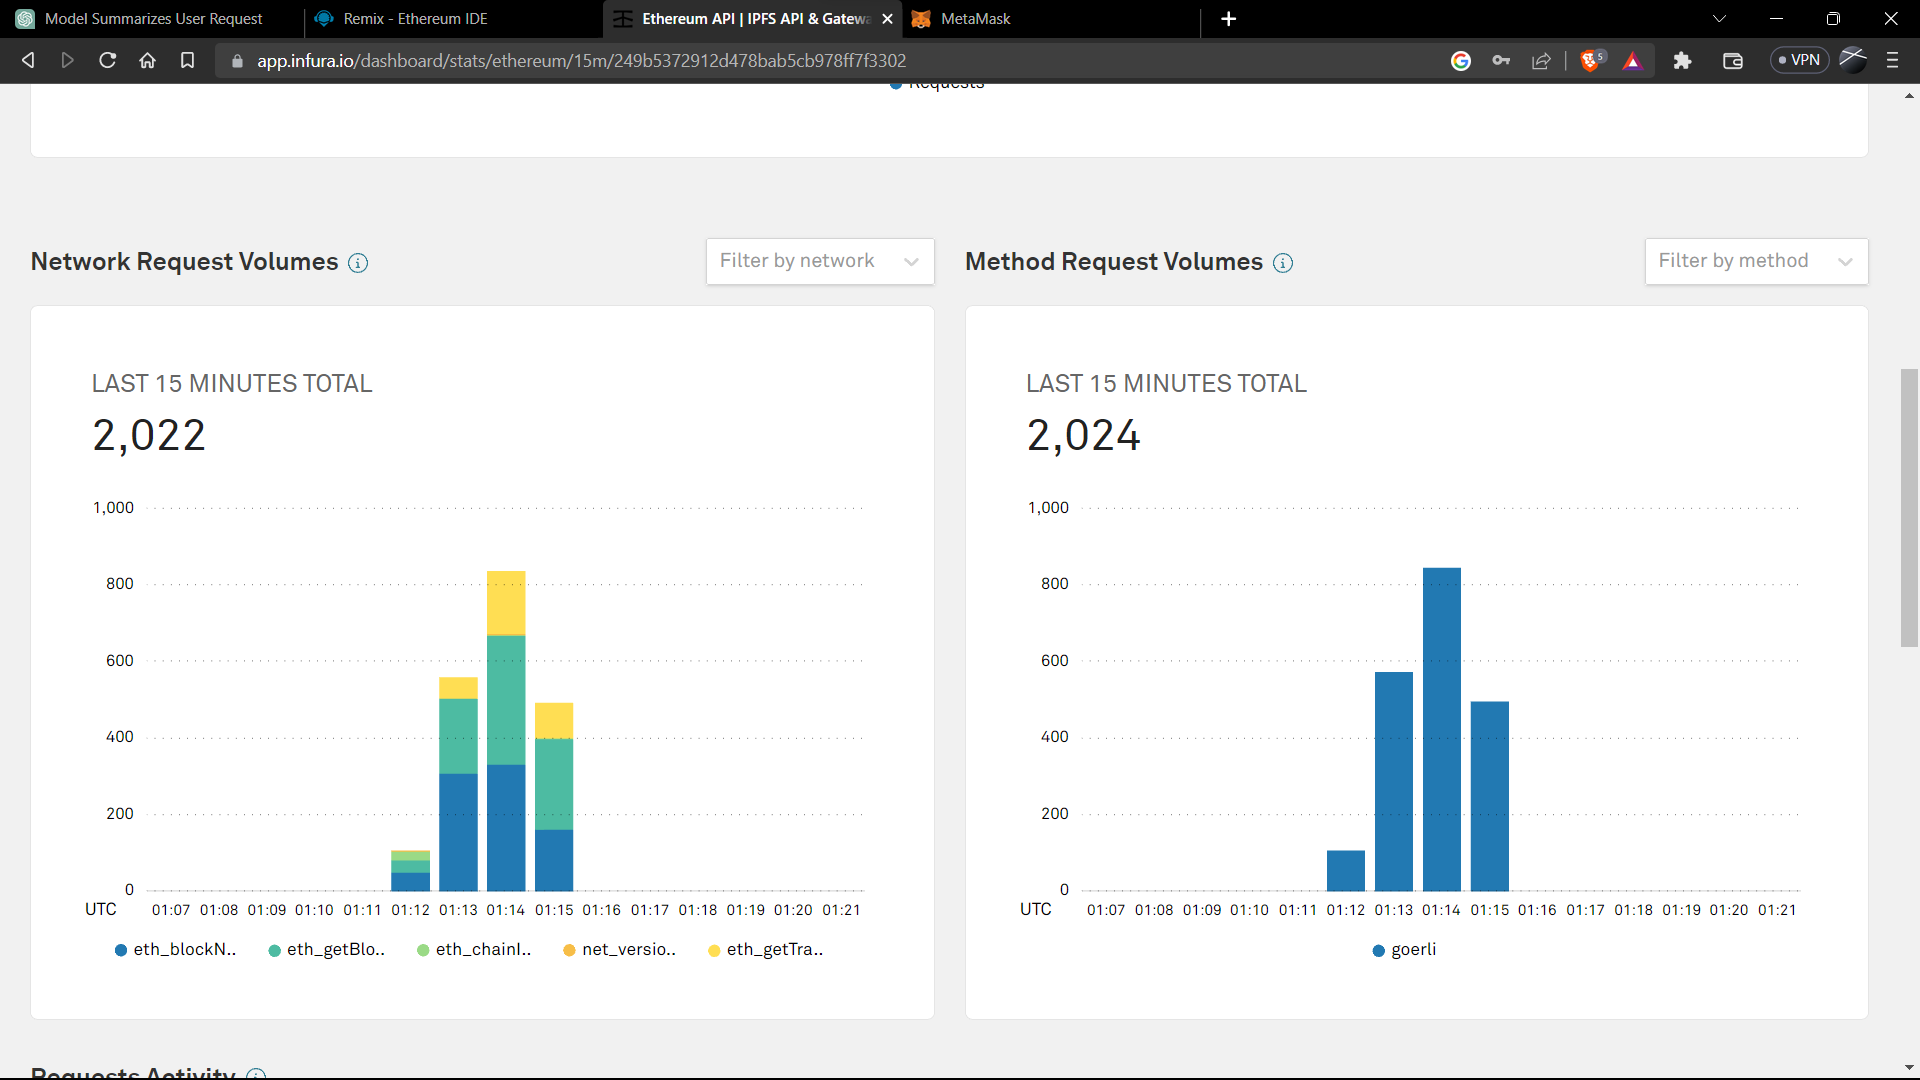 Model Summarizes User Request
Remix - Ethereum IDE
Ethereum API | IPFS API & Gatewa
MetaMask
app.infura.io/dashboard/stats/ethereum/15m/249b5372912d478bab5cb978ff7f3302
5
VPN
Requests
Network Request Volumes
Filter by network
LAST 15 MINUTES TOTAL
2,022
1,000
800
600
400
200
0
UTC 01:07 01:08 01:09 01:10 01:11 01:12 01:13 01:14 01:15 01:16 01:17 01:18 01:19 01:20 01:21
eth_blockN.. eth_getBlo.. eth_chainI.. net_versio.. eth_getTra..
Method Request Volumes
Filter by method
LAST 15 MINUTES TOTAL
2,024
1,000
800
600
400
200
0
UTC 01:07 01:08 01:09 01:10 01:11 01:12 01:13 01:14 01:15 01:16 01:17 01:18 01:19 01:20 01:21
goerli
Requests Activity